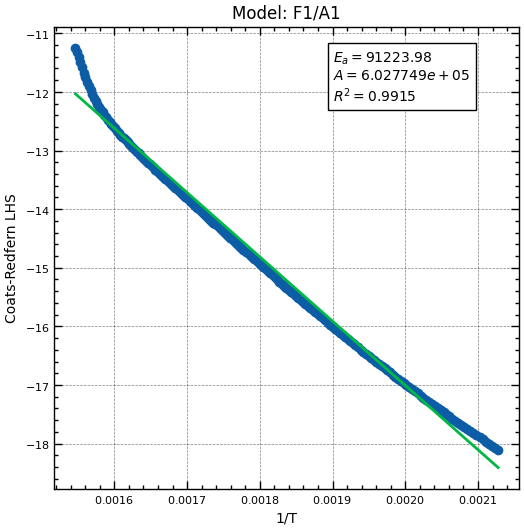 Model: F1/A1
E_a = 91223.98
A = 6.027749e + 05
R² = 0.9915
−11
−12
−13
−14
−15
−16
−17
−18
Coats-Redfern LHS
0.0016 0.0017 0.0018 0.0019 0.0020 0.0021
1/T